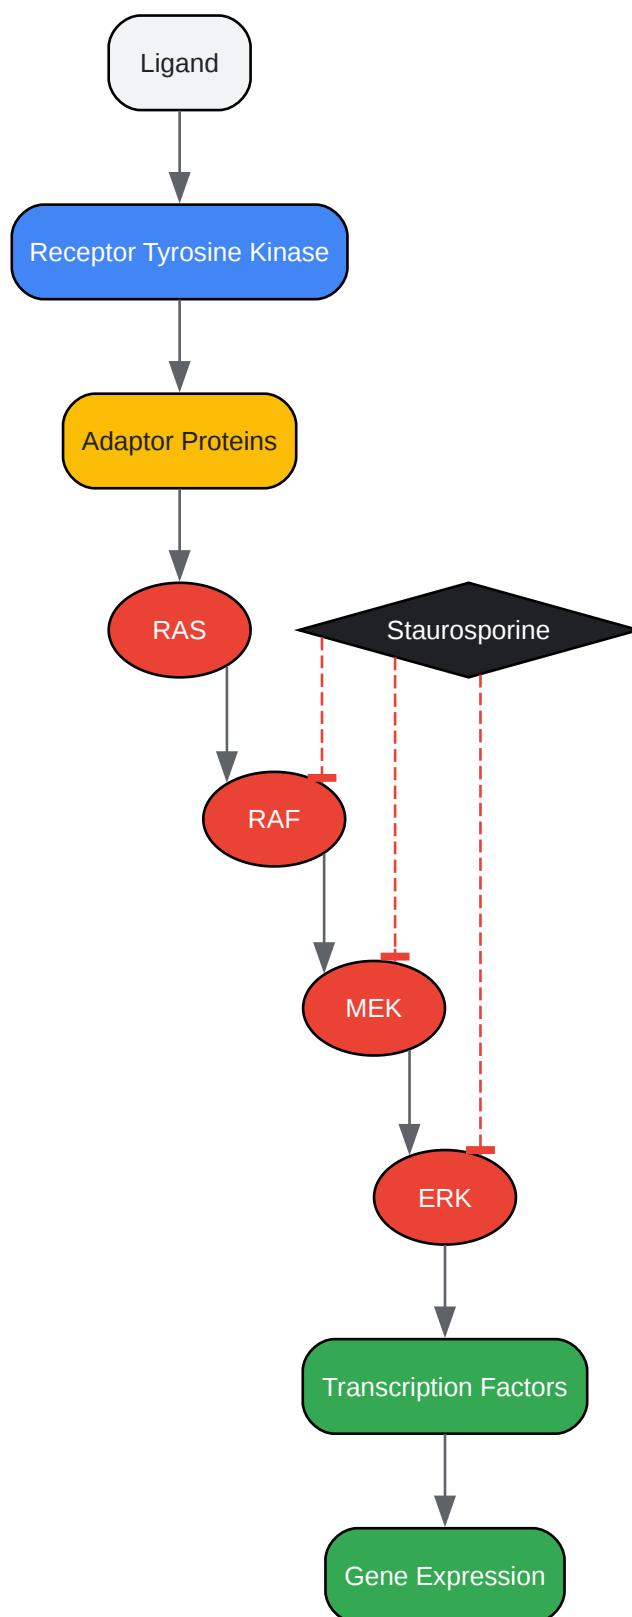 Ligand
Receptor Tyrosine Kinase
Adaptor Proteins
RAS
Staurosporine
RAF
MEK
ERK
Transcription Factors
Gene Expression